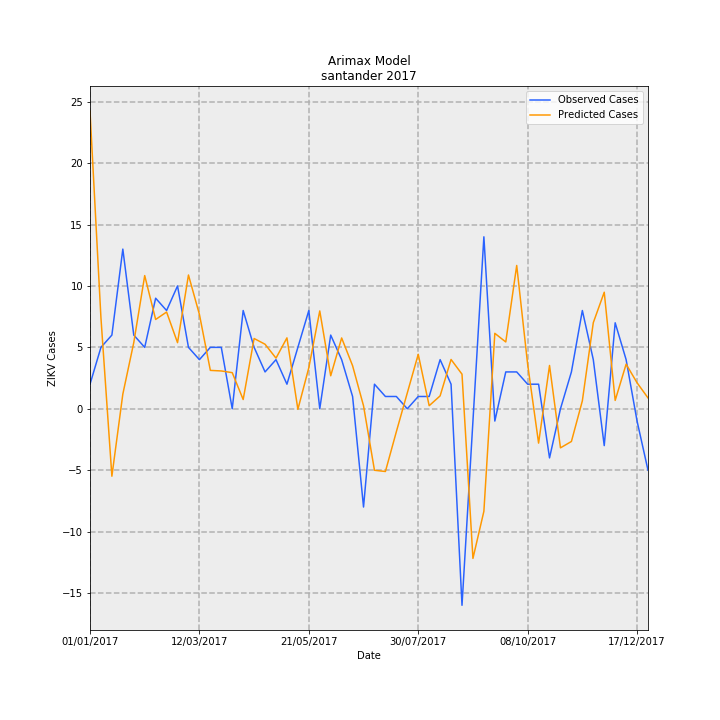 Arimax Model
santander 2017
Observed Cases
Predicted Cases
25
20
15
10
5
0
−5
−10
−15
ZIKV Cases
01/01/2017 12/03/2017 21/05/2017 30/07/2017 08/10/2017 17/12/2017
Date